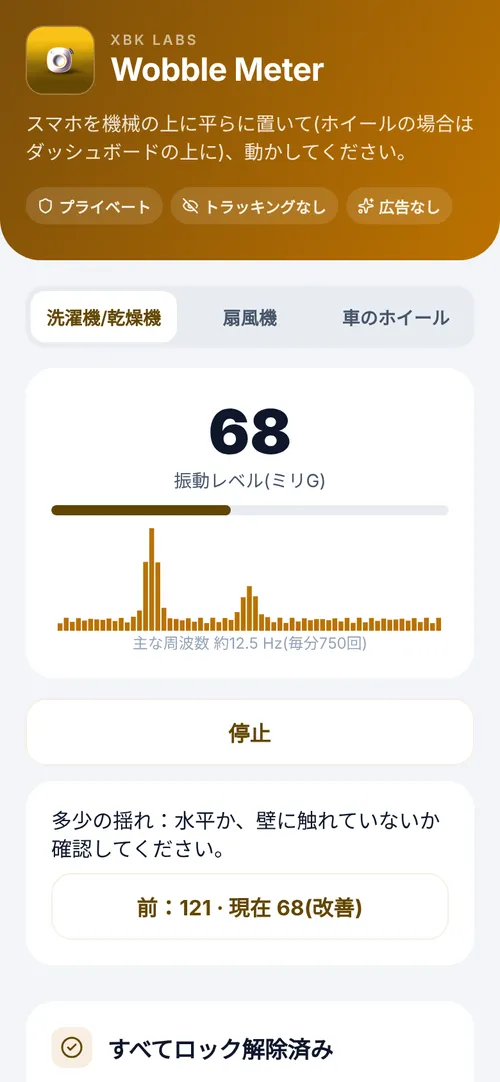 XBK LABS
Wobble Meter
スマホを機械の上に平らに置いて(ホイールの場合は
ダッシュボードの上に)、動かしてください。
プライベート
トラッキングなし
広告なし
洗濯機/乾燥機
扇風機
車のホイール
68
振動レベル(ミリG)
主な周波数 約12.5 Hz(毎分750回)
停止
多少の揺れ：水平か、壁に触れていないか
確認してください。
前：121 · 現在 68(改善)
すべてロック解除済み